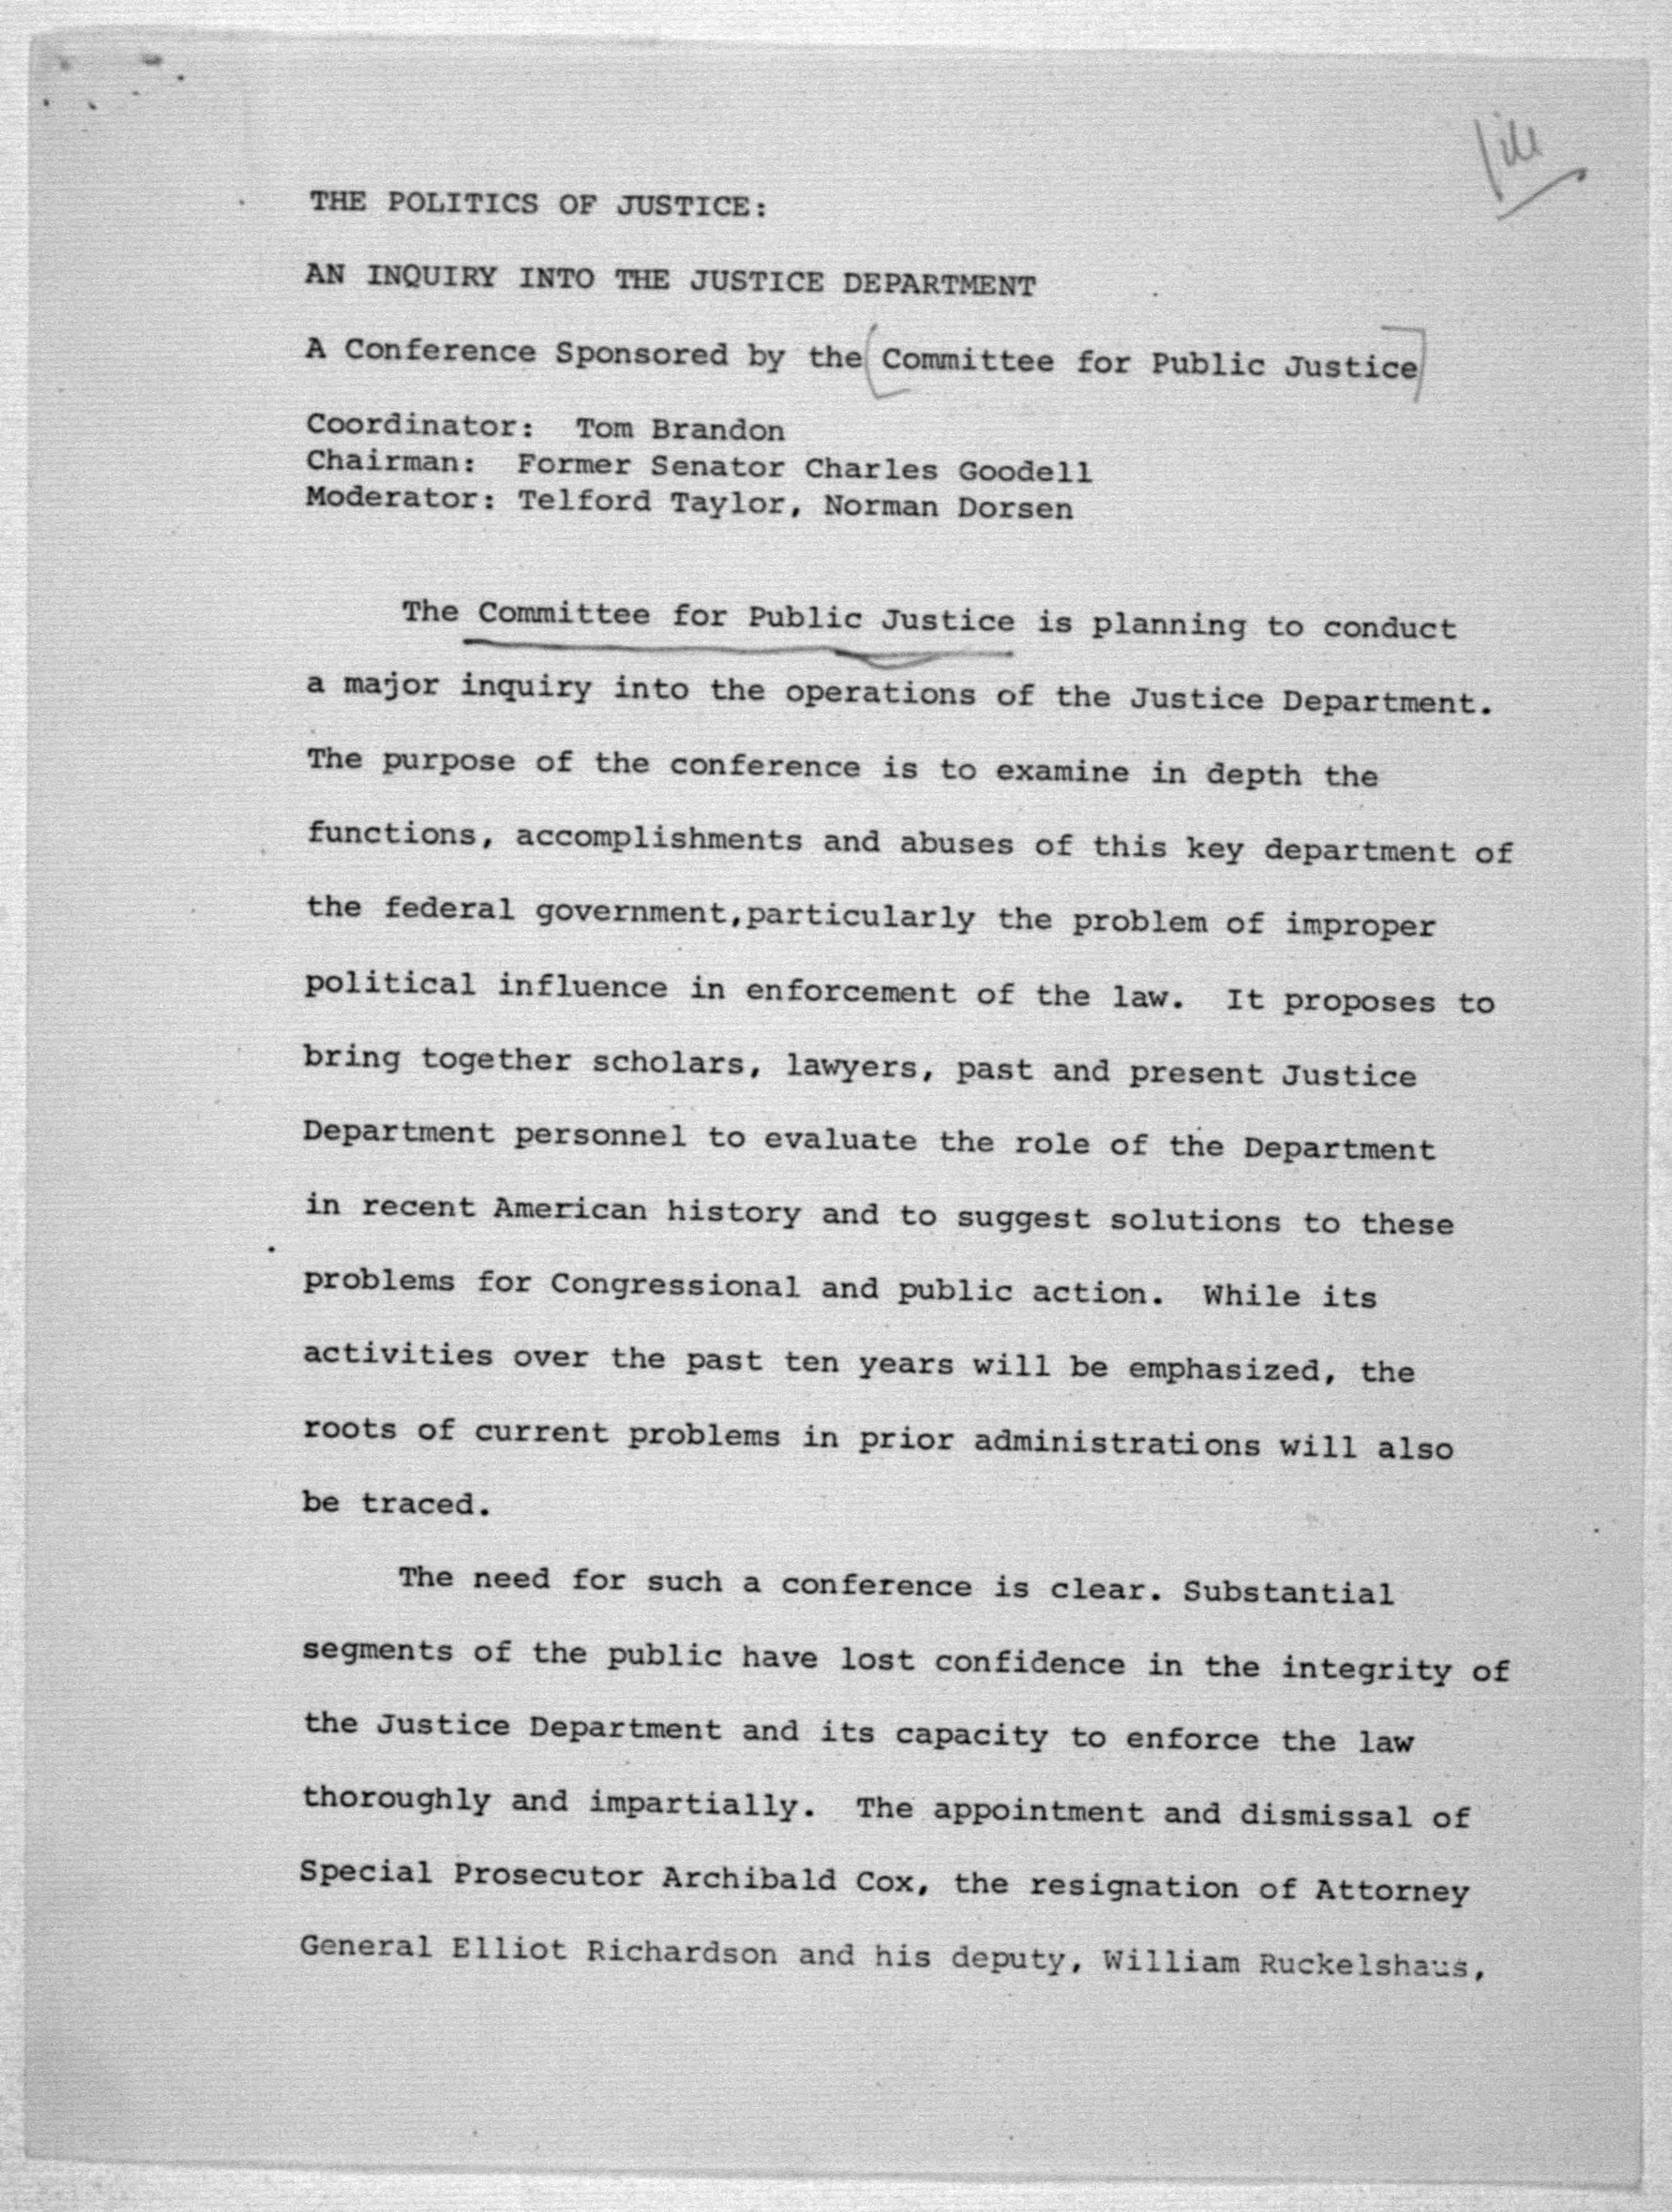 THE POLITICS OF JUSTICE:
AN INQUIRY INTO THE JUSTICE DEPARTMENT
A Conference Sponsored by the Committee for Public Justice
Coordinator: Tom Brandon
Chairman: Former Senator Charles Goodell
Moderator: Telford Taylor, Norman Dorsen
The Committee for Public Justice is planning to conduct
a major inquiry into the operations of the Justice Department.
The purpose of the conference is to examine in depth the
functions, accomplishments and abuses of this key department of
the federal government,particularly the problem of improper
political influence in enforcement of the law. It proposes to
bring together scholars, lawyers, past and present Justice
Department personnel to evaluate the role of the Department
in recent American history and to suggest solutions to these
problems for Congressional and public action. While its
activities over the past ten years will be emphasized, the
roots of current problems in prior administrations will also
be traced.
The need for such a conference is clear. Substantial
segments of the public have lost confidence in the integrity of
the Justice Department and its capacity to enforce the law
thoroughly and impartially. The appointment and dismissal of
Special Prosecutor Archibald Cox, the resignation of Attorney
General Elliot Richardson and his deputy, William Ruckelshaus,